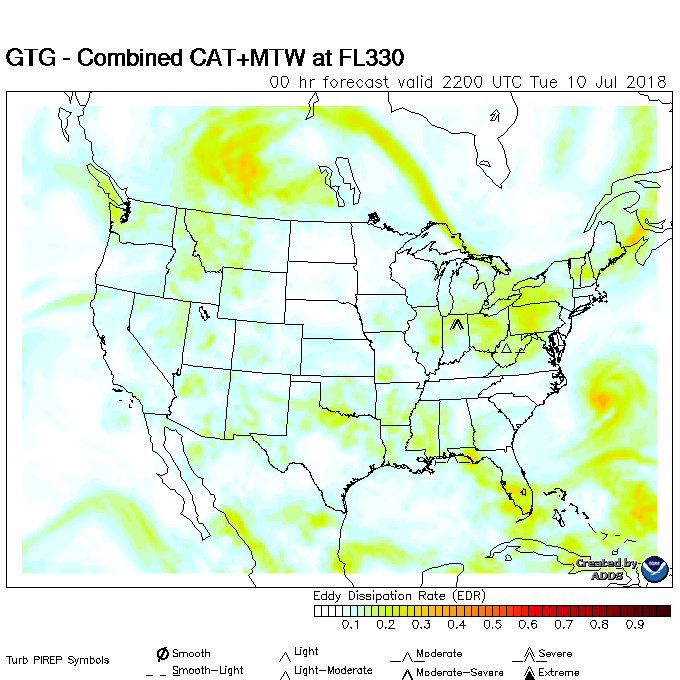 GTG - Combined CAT+MTW at FL330
00 hr forecast valid 2200 UTC Tue 10 Jul 2018
Created by
ADDS
Eddy Dissipation Rate (EDR)
0.1 0.2 0.3 0.4 0.5 0.6 0.7 0.8 0.9
Turb PIREP Symbols
Smooth Light Moderate Severe
Smooth-Light Light-Moderate Moderate-Severe Extreme